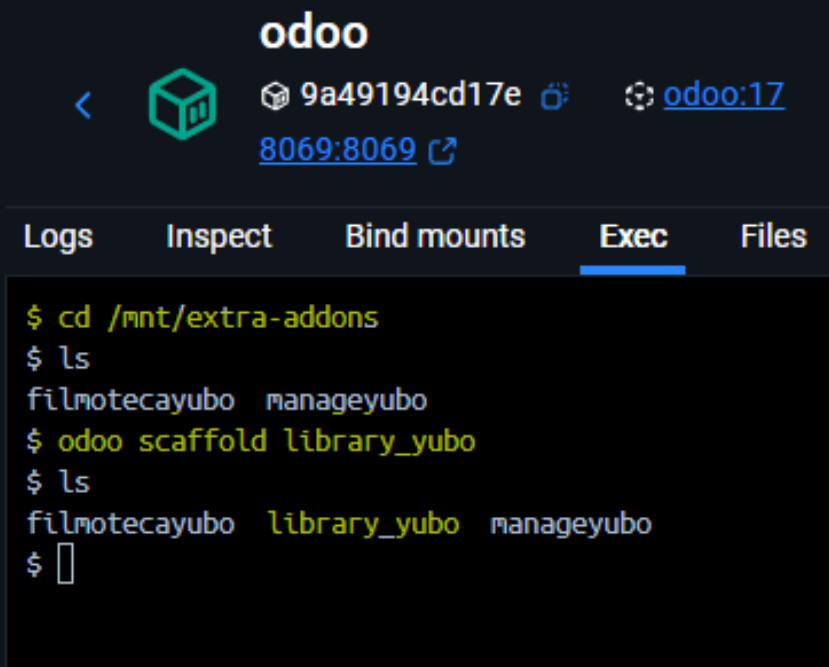 odoo
9a49194cd17e odoo:17
8069:8069
Logs Inspect Bind mounts Exec Files
$ cd /mnt/extra-addons
$ ls
filmotecayubo manageyubo
$ odoo scaffold library_yubo
$ ls
filmotecayubo library_yubo manageyubo
$